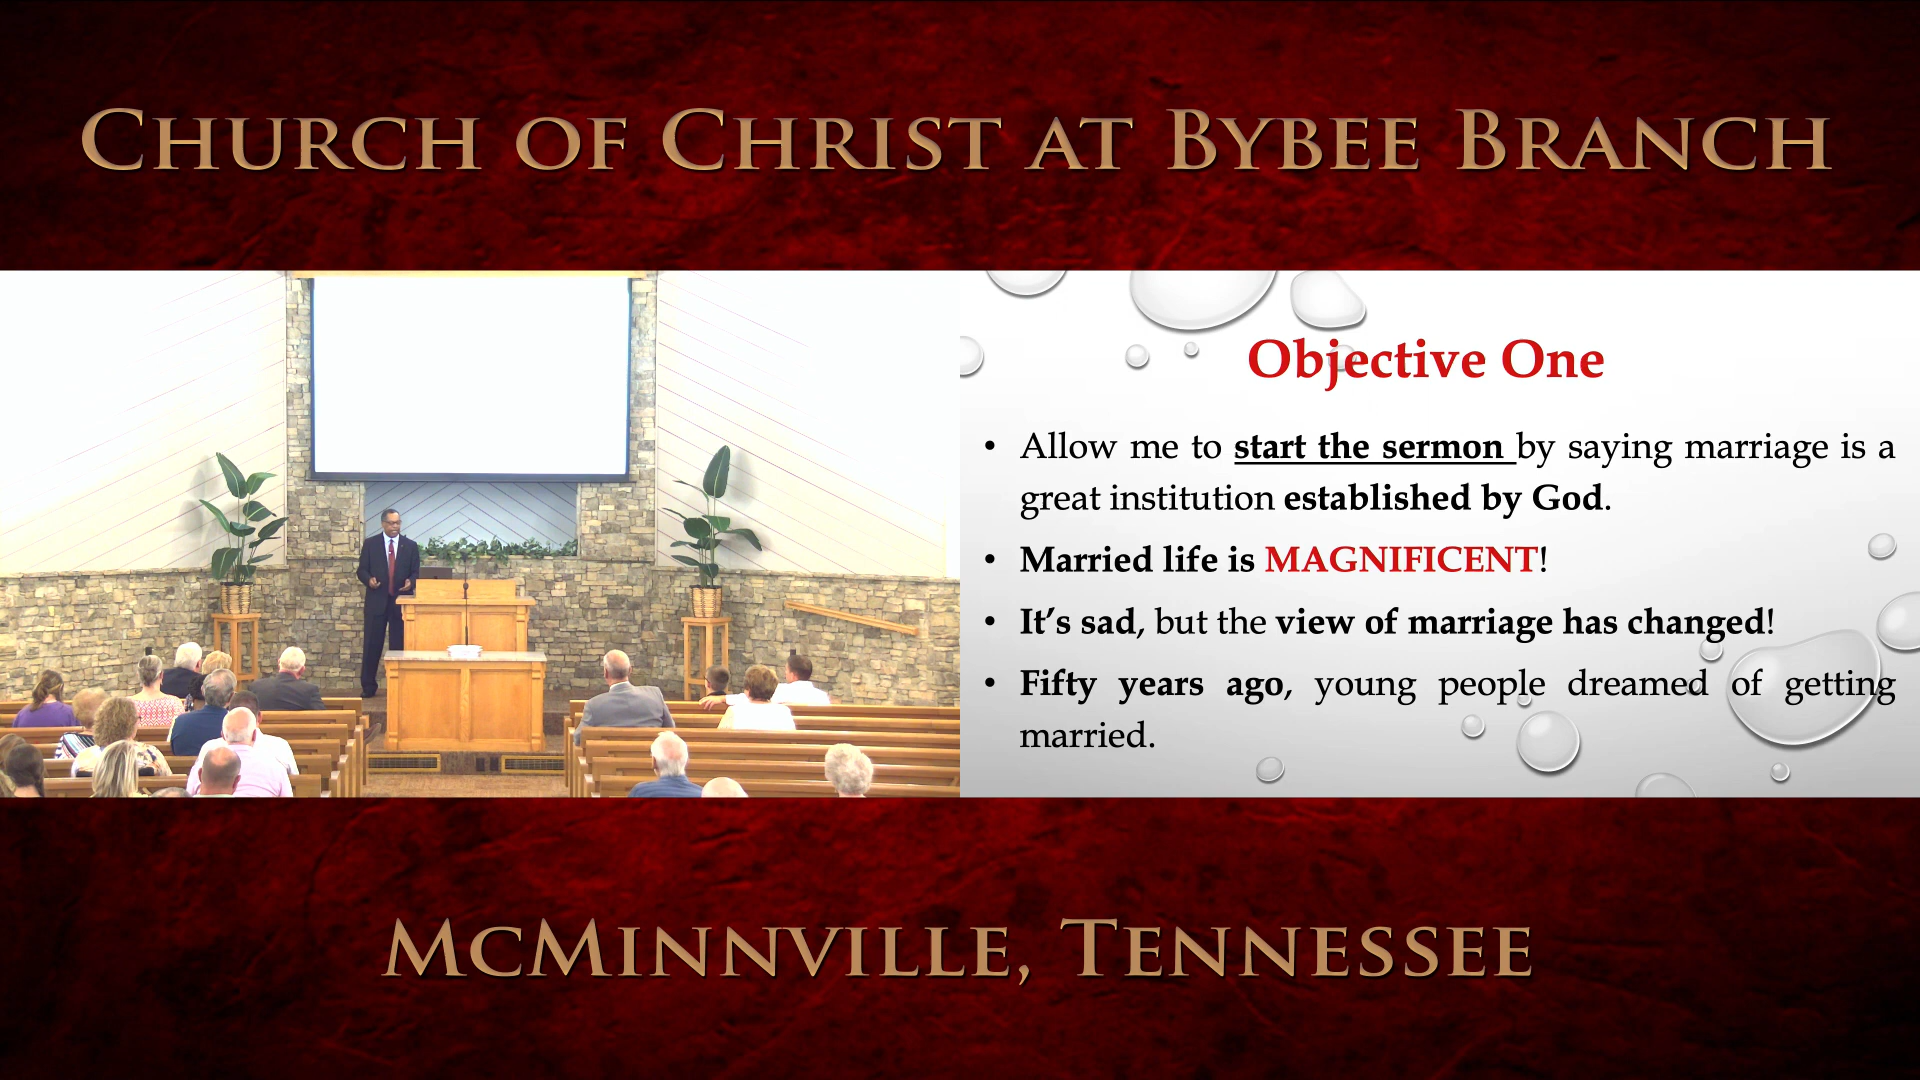 CHURCH OF CHRIST AT BYBEE BRANCH
Objective One
• Allow me to start the sermon by saying marriage is a
great institution established by God.
• Married life is MAGNIFICENT!
• It’s sad, but the view of marriage has changed!
• Fifty years ago, young people dreamed of getting
married.
MCMINNVILLE, TENNESSEE